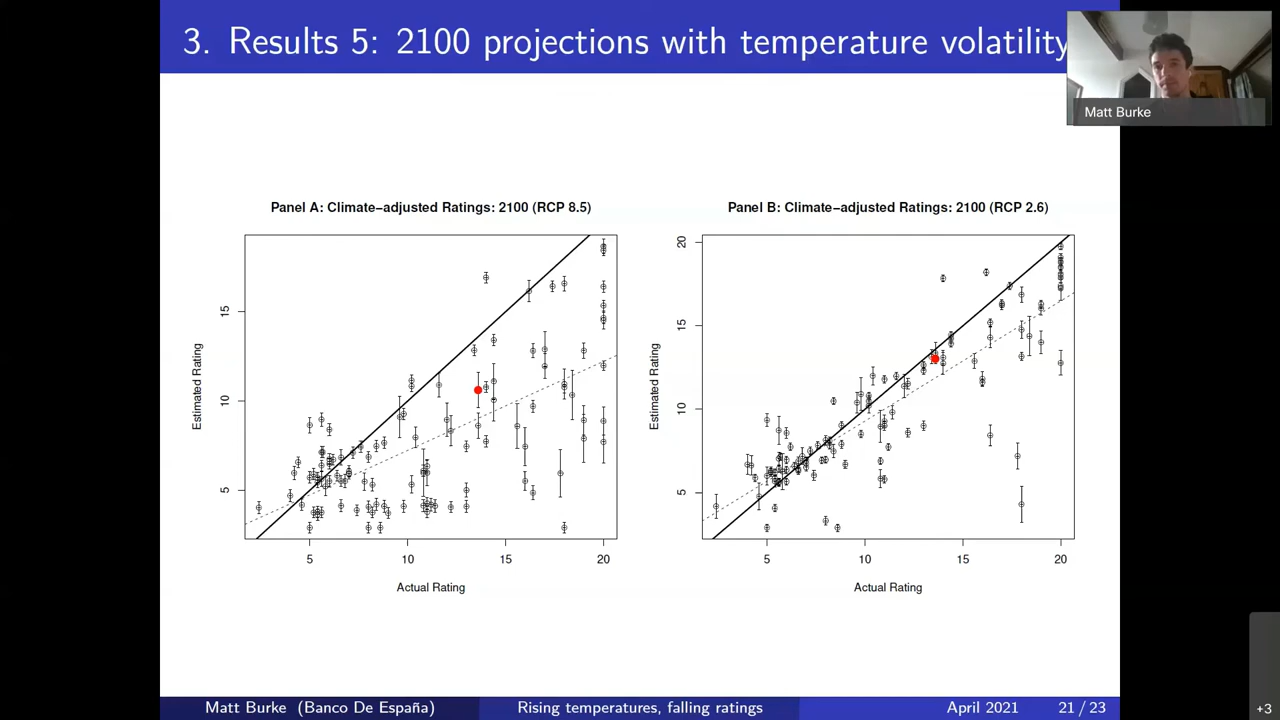 3. Results 5: 2100 projections with temperature volatility
Matt Burke
Panel A: Climate−adjusted Ratings: 2100 (RCP 8.5)
15
10
5
Estimated Rating
5 10 15 20
Actual Rating
Panel B: Climate−adjusted Ratings: 2100 (RCP 2.6)
20
15
10
5
Estimated Rating
5 10 15 20
Actual Rating
Matt Burke (Banco De España) Rising temperatures, falling ratings April 2021 21 / 23
+3